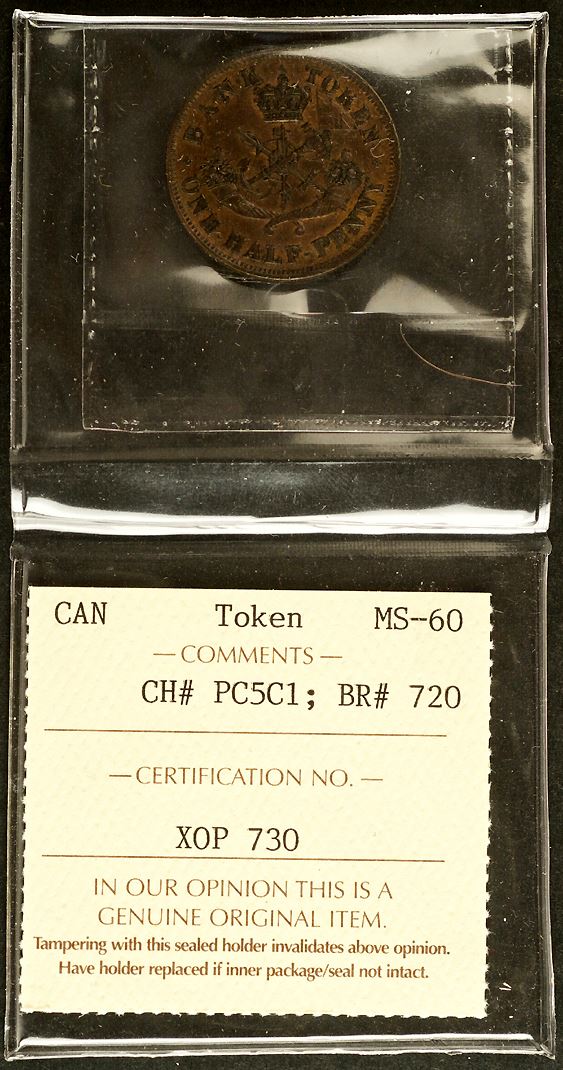 BANK TOKEN
ONE HALF-PENNY
CAN Token MS-60
—COMMENTS—
CH# PC5C1; BR# 720
—CERTIFICATION NO.—
XOP 730
IN OUR OPINION THIS IS A
GENUINE ORIGINAL ITEM.
Tampering with this sealed holder invalidates above opinion.
Have holder replaced if inner package/seal not intact.